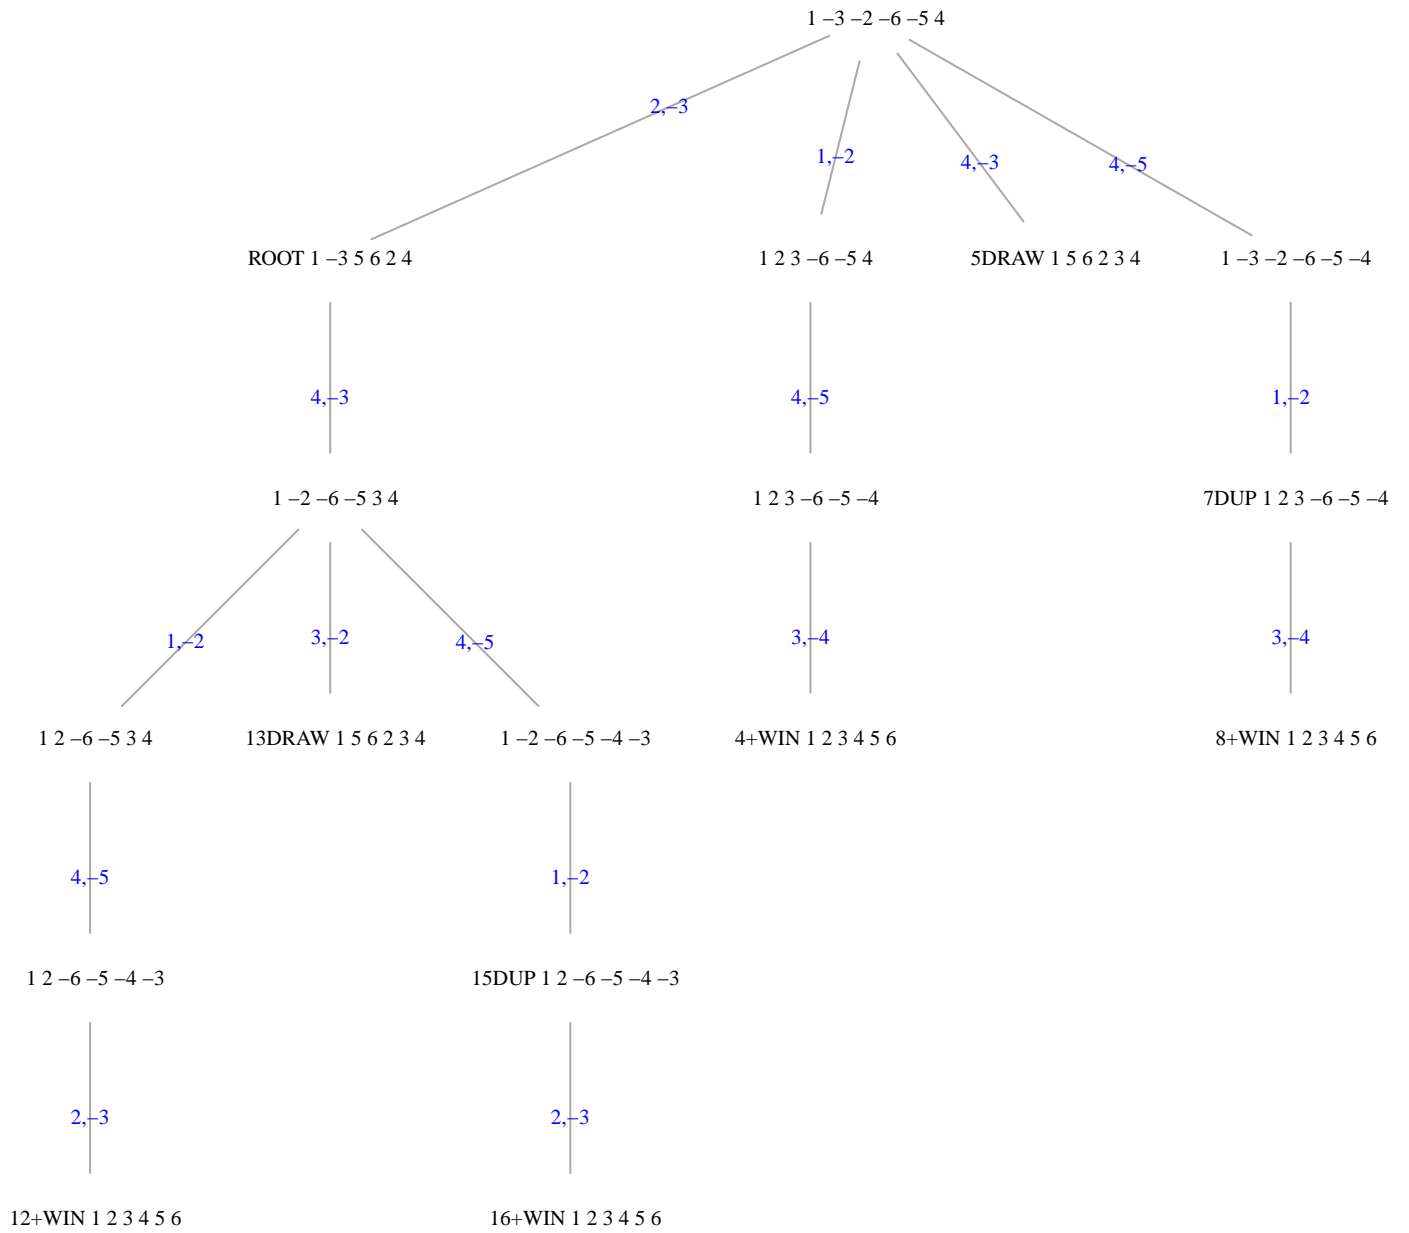 1 –3 –2 –6 –5 4
2,–3
1,–2
4,–3
4,–5
ROOT 1 –3 5 6 2 4
1 2 3 –6 –5 4
5DRAW 1 5 6 2 3 4
1 –3 –2 –6 –5 –4
4,–3
4,–5
1,–2
1 –2 –6 –5 3 4
1 2 3 –6 –5 –4
7DUP 1 2 3 –6 –5 –4
1,–2
3,–2
4,–5
3,–4
3,–4
1 2 –6 –5 3 4
13DRAW 1 5 6 2 3 4
1 –2 –6 –5 –4 –3
4+WIN 1 2 3 4 5 6
8+WIN 1 2 3 4 5 6
4,–5
1,–2
1 2 –6 –5 –4 –3
15DUP 1 2 –6 –5 –4 –3
2,–3
2,–3
12+WIN 1 2 3 4 5 6
16+WIN 1 2 3 4 5 6